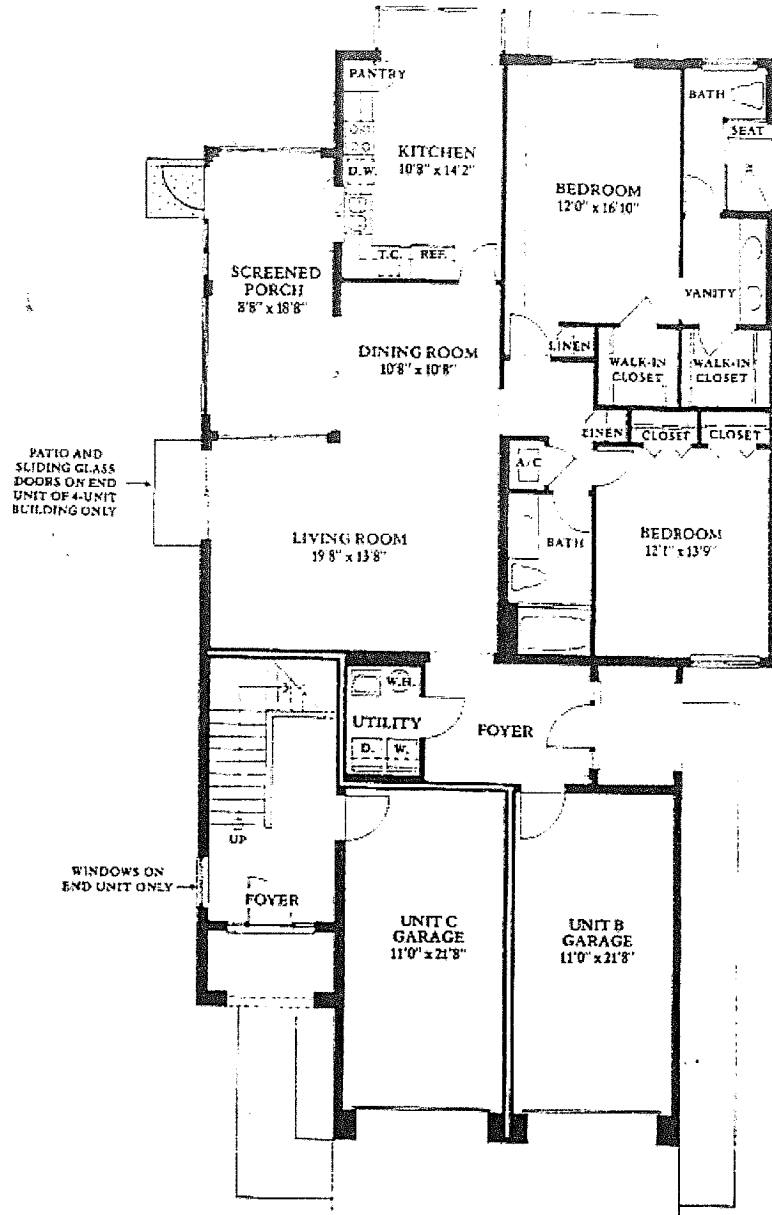 PANTRY
KITCHEN
10'8" x 14'2"
D.W.
T.C.
REF.
BATH
SEAT
BEDROOM
12'0" x 16'10"
VANITY
SCREENED
PORCH
8'8" x 18'8"
DINING ROOM
10'8" x 10'8"
LINEN
WALK-IN
CLOSET
WALK-IN
CLOSET
LINEN
CLOSET
CLOSET
A/C
PATIO AND
SLIDING GLASS
DOORS ON END
UNIT OF 4-UNIT
BUILDING ONLY
LIVING ROOM
19'8" x 13'8"
BATH
BEDROOM
12'1" x 13'9"
W.H.
UTILITY
D.
W.
FOYER
UP
WINDOWS ON
END UNIT ONLY
FOYER
UNIT C
GARAGE
11'0" x 21'8"
UNIT B
GARAGE
11'0" x 21'8"